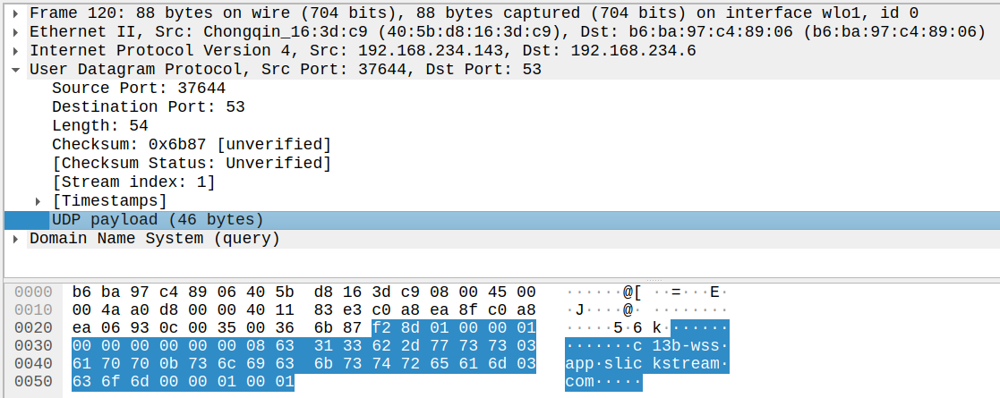 Frame 120: 88 bytes on wire (704 bits), 88 bytes captured (704 bits) on interface wlo1, id 0
Ethernet II, Src: Chongqin_16:3d:c9 (40:5b:d8:16:3d:c9), Dst: b6:ba:97:c4:89:06 (b6:ba:97:c4:89:06)
Internet Protocol Version 4, Src: 192.168.234.143, Dst: 192.168.234.6
User Datagram Protocol, Src Port: 37644, Dst Port: 53
Source Port: 37644
Destination Port: 53
Length: 54
Checksum: 0x6b87 [unverified]
[Checksum Status: Unverified]
[Stream index: 1]
[Timestamps]
UDP payload (46 bytes)
Domain Name System (query)
0000 b6 ba 97 c4 89 06 40 5b d8 16 3d c9 08 00 45 00 ······@[ ··=···E·
0010 00 4a a0 d8 00 00 40 11 83 e3 c0 a8 ea 8f c0 a8 ·J····@· ········
0020 ea 06 93 0c 00 35 00 36 6b 87 f2 8d 01 00 00 01 ·····5·6 k·······
0030 00 00 00 00 00 00 08 63 31 33 62 2d 77 73 73 03 ·······c 13b-wss·
0040 61 70 70 0b 73 6c 69 63 6b 73 74 72 65 61 6d 03 app·slic kstream·
0050 63 6f 6d 00 00 01 00 01 com·····